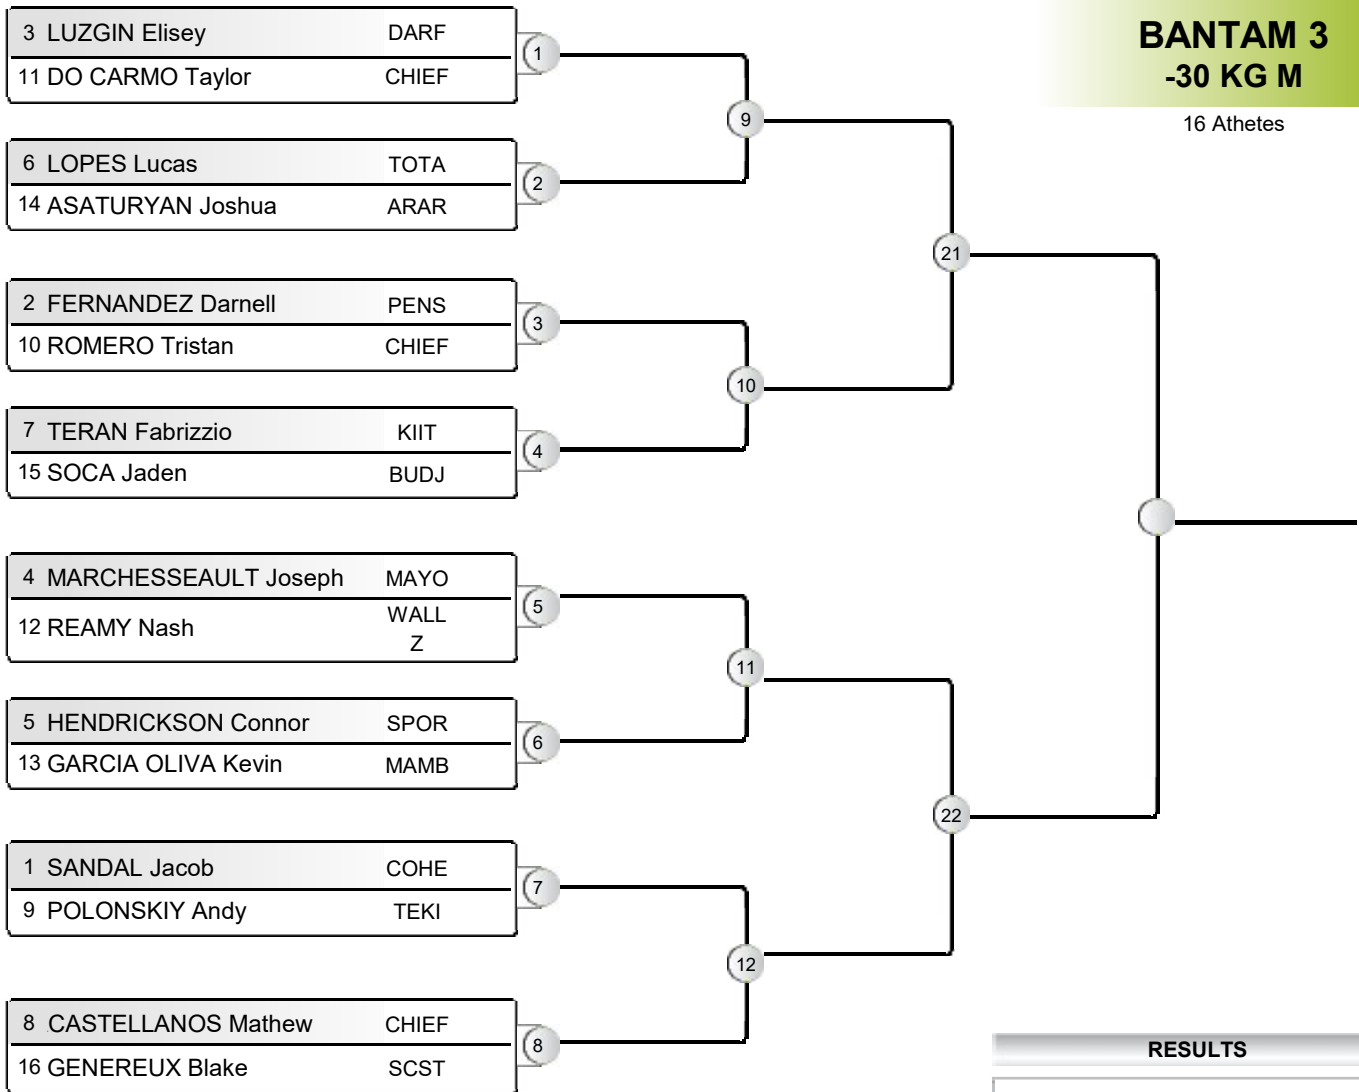 BANTAM 3
-30 KG M
16 Athetes
3 LUZGIN Elisey DARF
11 DO CARMO Taylor CHIEF
1
9
6 LOPES Lucas TOTA
14 ASATURYAN Joshua ARAR
2
21
2 FERNANDEZ Darnell PENS
10 ROMERO Tristan CHIEF
3
10
7 TERAN Fabrizzio KIIT
15 SOCA Jaden BUDJ
4
4 MARCHESSEAULT Joseph MAYO
12 REAMY Nash WALL
Z
5
11
5 HENDRICKSON Connor SPOR
13 GARCIA OLIVA Kevin MAMB
6
22
1 SANDAL Jacob COHE
9 POLONSKIY Andy TEKI
7
12
8 CASTELLANOS Mathew CHIEF
16 GENEREUX Blake SCST
8
RESULTS